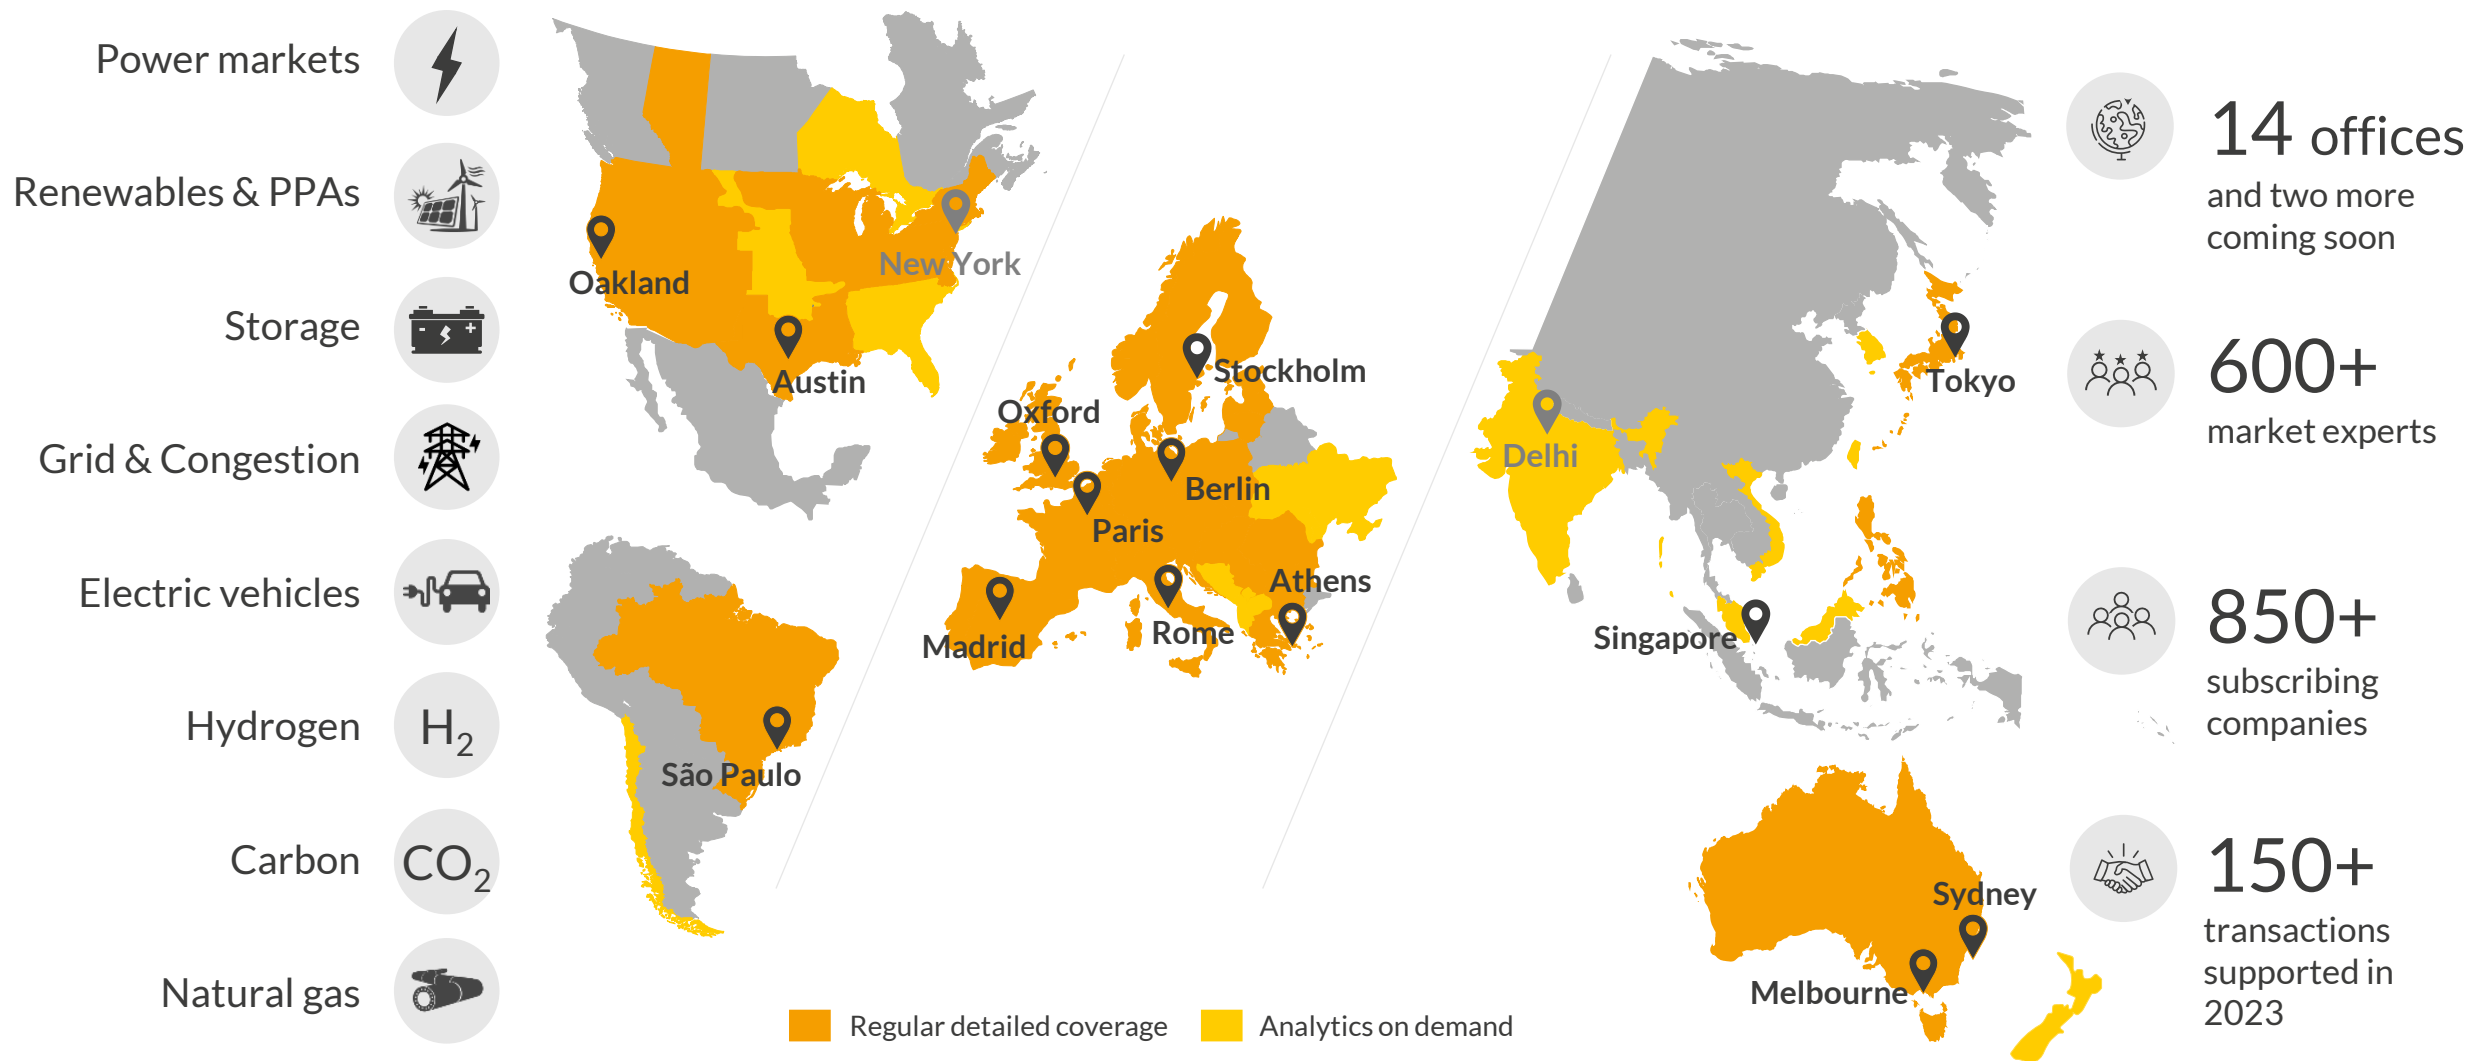 Power markets
Renewables & PPAs
Storage
Grid & Congestion
Electric vehicles
Hydrogen
H2
Carbon
CO2
Natural gas
Oakland
New York
Austin
São Paulo
Stockholm
Oxford
Berlin
Paris
Athens
Madrid
Rome
Delhi
Tokyo
Singapore
Sydney
Melbourne
Regular detailed coverage
Analytics on demand
14 offices
and two more
coming soon
600+
market experts
850+
subscribing
companies
150+
transactions
supported in
2023